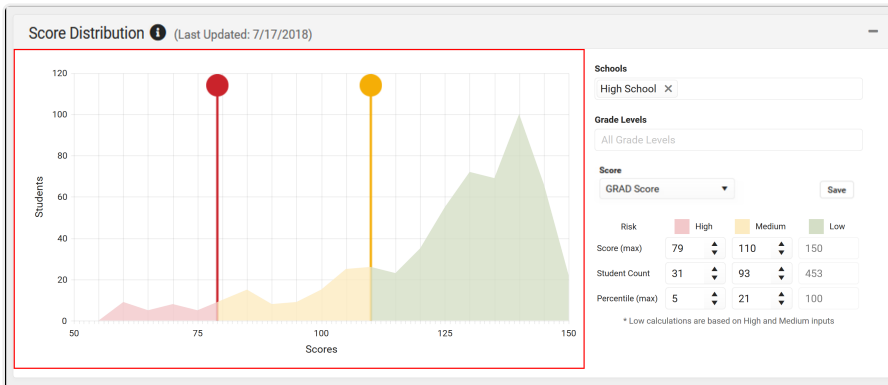 Score Distribution i (Last Updated: 7/17/2018)
120
100
80
60
40
20
0
Students
50 75 100 125 150
Scores
Schools
High School ×
Grade Levels
All Grade Levels
Score
GRAD Score
Save
Risk High Medium Low
Score (max) 79 110 150
Student Count 31 93 453
Percentile (max) 5 21 100
* Low calculations are based on High and Medium inputs